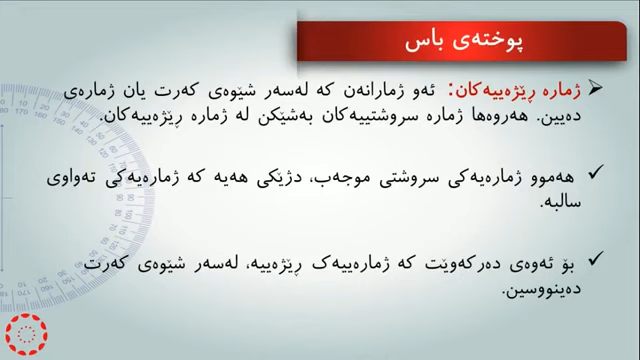 پوختەی باس
ژمارە ڕێژەییەکان: ئەو ژمارانەن کە لەسەر شێوەی کەرت یان ژمارەی
دەیین. هەروەها ژمارە سروشتییەکان بەشێکن لە ژمارە ڕێژەییەکان.
هەموو ژمارەیەکی سروشتی موجەب، دژێکی هەیە کە ژمارەیەکی تەواوی
سالبە.
بۆ ئەوەی دەرکەوێت کە ژمارەییەک ڕێژەییە، لەسەر شێوەی کەرت
دەینووسین.